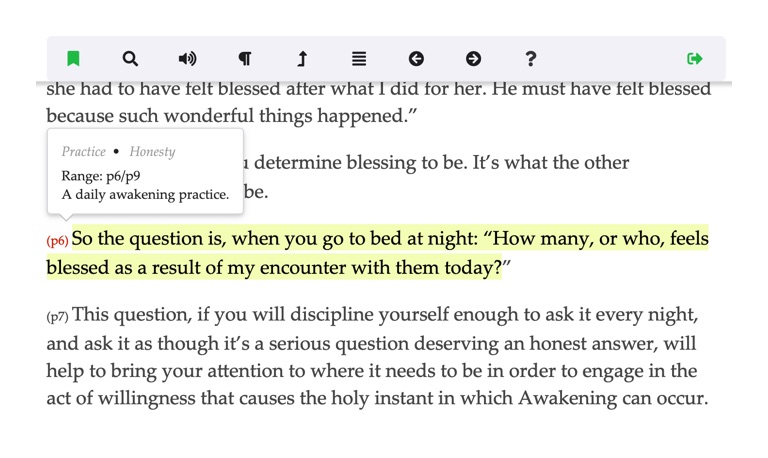 she had to have felt blessed after what I did for her. He must have felt blessed
because such wonderful things happened.”
Practice • Honesty
Range: p6/p9
A daily awakening practice.
determine blessing to be. It’s what the other
be.
(p6) So the question is, when you go to bed at night: “How many, or who, feels
blessed as a result of my encounter with them today?”
(p7) This question, if you will discipline yourself enough to ask it every night,
and ask it as though it’s a serious question deserving an honest answer, will
help to bring your attention to where it needs to be in order to engage in the
act of willingness that causes the holy instant in which Awakening can occur.